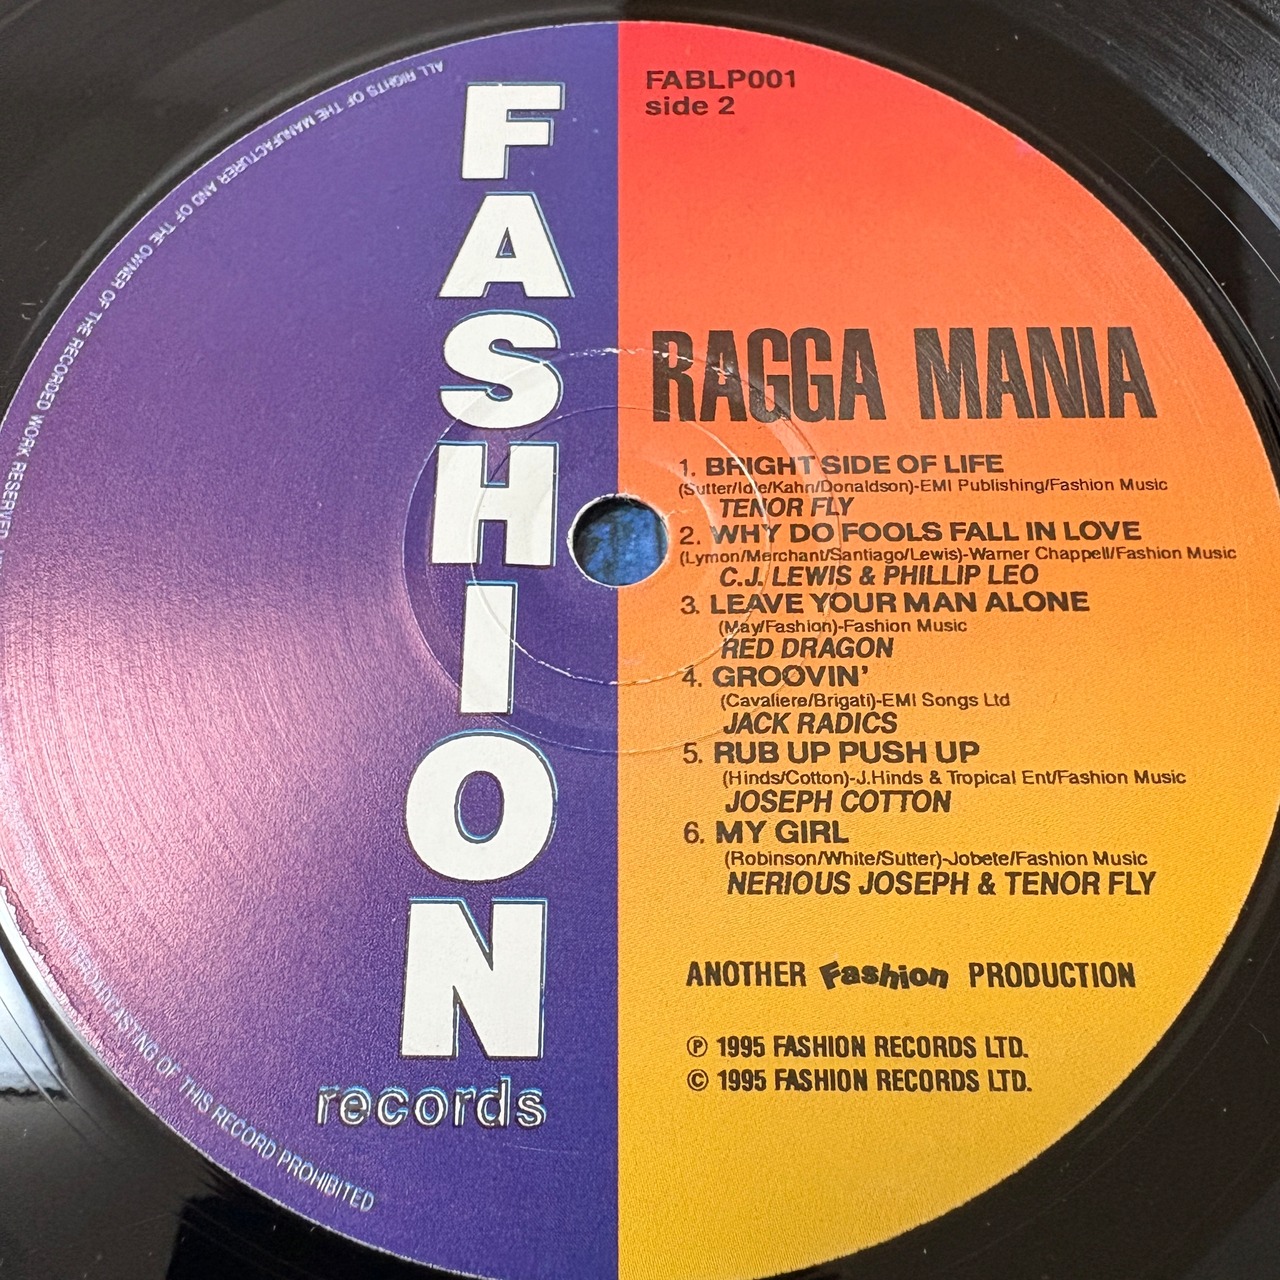 ALL RIGHTS OF THE MANUFACTURER AND OF THE OWNER OF THE RECORDED WORK RESERVED
FASHION
records
BROADCASTING OF THIS RECORD PROHIBITED
FABLP001
side 2
RAGGA MANIA
1. BRIGHT SIDE OF LIFE
(Sutter/Idle/Kahn/Donaldson)-EMI Publishing/Fashion Music
TENOR FLY
2. WHY DO FOOLS FALL IN LOVE
(Lymon/Merchant/Santiago/Lewis)-Warner Chappell/Fashion Music
C.J. LEWIS & PHILLIP LEO
3. LEAVE YOUR MAN ALONE
(May/Fashion)-Fashion Music
RED DRAGON
4. GROOVIN'
(Cavaliere/Brigati)-EMI Songs Ltd
JACK RADICS
5. RUB UP PUSH UP
(Hinds/Cotton)-J.Hinds & Tropical Ent/Fashion Music
JOSEPH COTTON
6. MY GIRL
(Robinson/White/Sutter)-Jobete/Fashion Music
NERIOUS JOSEPH & TENOR FLY
ANOTHER Fashion PRODUCTION
℗ 1995 FASHION RECORDS LTD.
© 1995 FASHION RECORDS LTD.